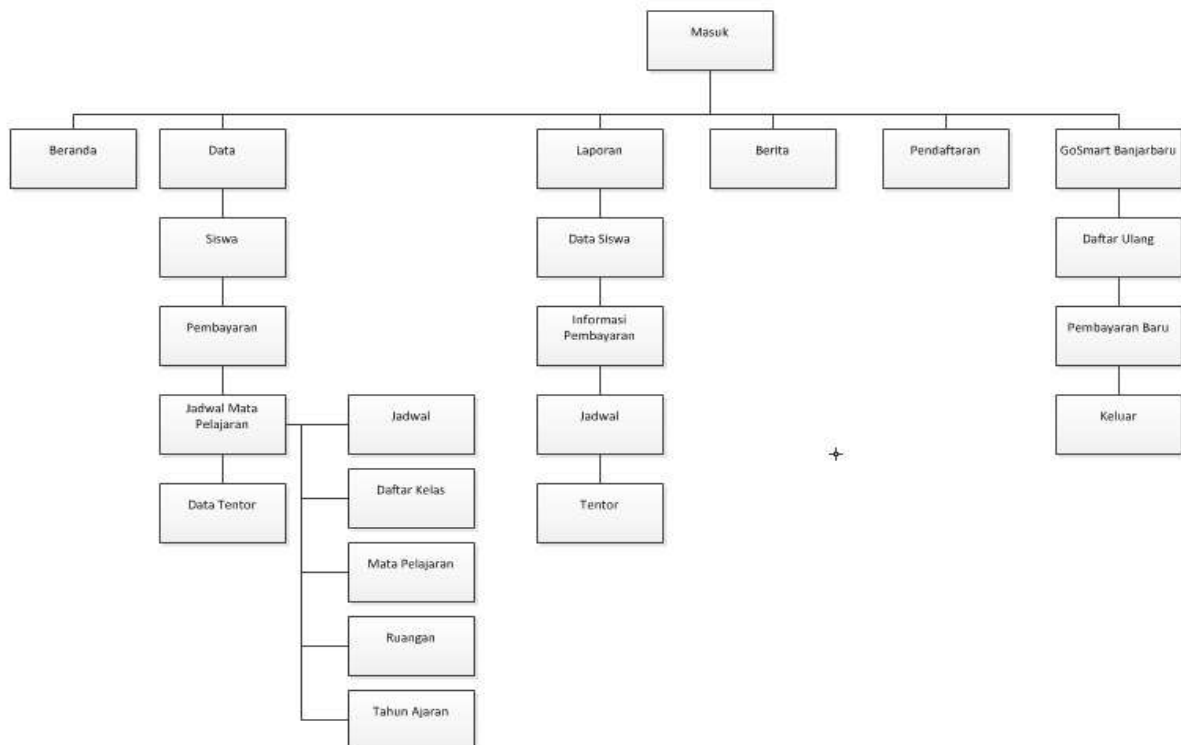 Masuk
Beranda
Data
Laporan
Berita
Pendaftaran
GoSmart Banjarbaru
Siswa
Data Siswa
Daftar Ulang
Pembayaran
Informasi
Pembayaran
Pembayaran Baru
Jadwal Mata
Pelajaran
Jadwal
Jadwal
Keluar
Daftar Kelas
Data Tentor
Tentor
Mata Pelajaran
Ruangan
Tahun Ajaran